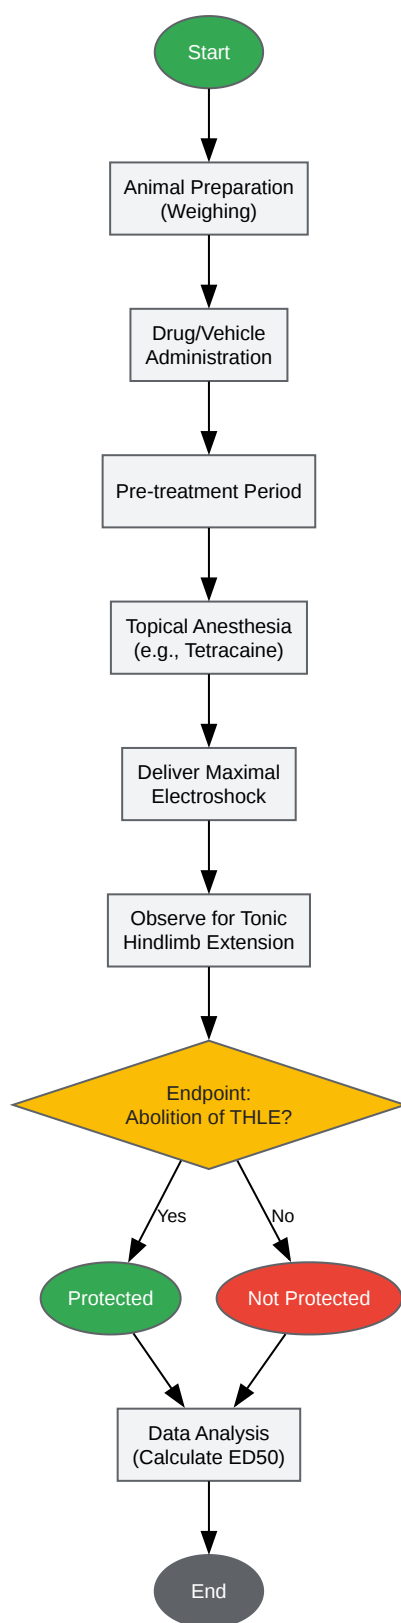 Start
Animal Preparation
(Weighing)
Drug/Vehicle
Administration
Pre-treatment Period
Topical Anesthesia
(e.g., Tetracaine)
Deliver Maximal
Electroshock
Observe for Tonic
Hindlimb Extension
Endpoint:
Abolition of THLE?
Yes
No
Protected
Not Protected
Data Analysis
(Calculate ED50)
End